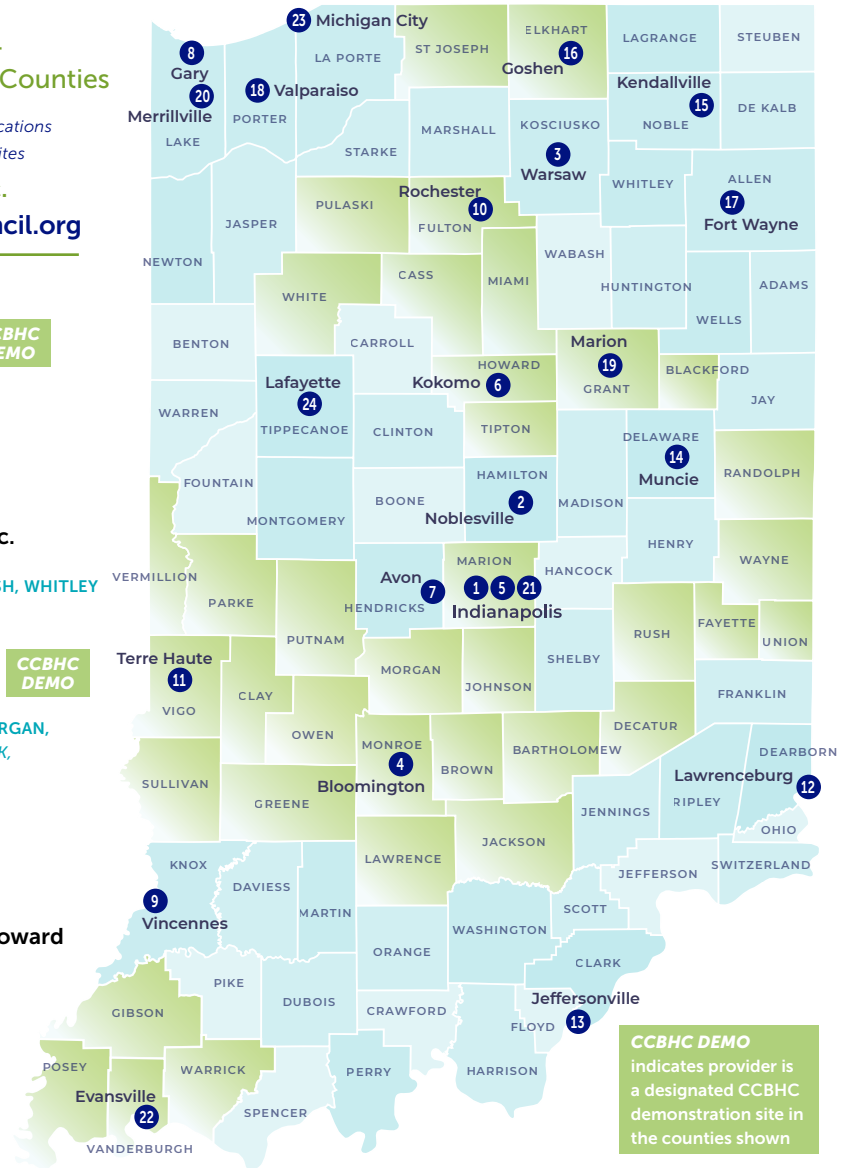 Counties
cations
ites
cil.org
CBHC
EMO
c.
SH, WHITLEY
CCBHC
DEMO
RGAN,
K,
oward
23 Michigan City
8
Gary
20
Merrillville
LAKE
18 Valparaiso
PORTER
LA PORTE
ST JOSEPH
ELKHART
16
Goshen
LAGRANGE
STEUBEN
Kendallville
15
NOBLE
DE KALB
STARKE
MARSHALL
KOSCIUSKO
3
Warsaw
WHITLEY
ALLEN
17
Fort Wayne
NEWTON
JASPER
PULASKI
Rochester
10
FULTON
WABASH
HUNTINGTON
WELLS
ADAMS
WHITE
CASS
MIAMI
BENTON
CARROLL
HOWARD
Kokomo 6
Marion
19
GRANT
BLACKFORD
JAY
WARREN
Lafayette
24
TIPPECANOE
CLINTON
TIPTON
DELAWARE
14
Muncie
RANDOLPH
FOUNTAIN
MONTGOMERY
BOONE
HAMILTON
2
Noblesville
MADISON
HENRY
WAYNE
VERMILLION
PARKE
PUTNAM
Avon
7
HENDRICKS
MARION
1 5 21
Indianapolis
HANCOCK
SHELBY
RUSH
FAYETTE
UNION
Terre Haute
11
VIGO
CLAY
OWEN
MORGAN
JOHNSON
FRANKLIN
DECATUR
SULLIVAN
GREENE
MONROE
4
Bloomington
BROWN
BARTHOLOMEW
JENNINGS
RIPLEY
DEARBORN
Lawrenceburg
12
OHIO
SWITZERLAND
JEFFERSON
LAWRENCE
JACKSON
KNOX
9
Vincennes
DAVIESS
MARTIN
ORANGE
WASHINGTON
SCOTT
CLARK
Jeffersonville
13
FLOYD
HARRISON
CRAWFORD
GIBSON
PIKE
DUBOIS
PERRY
SPENCER
WARRICK
POSEY
Evansville
22
VANDERBURGH
CCBHC DEMO
indicates provider is
a designated CCBHC
demonstration site in
the counties shown